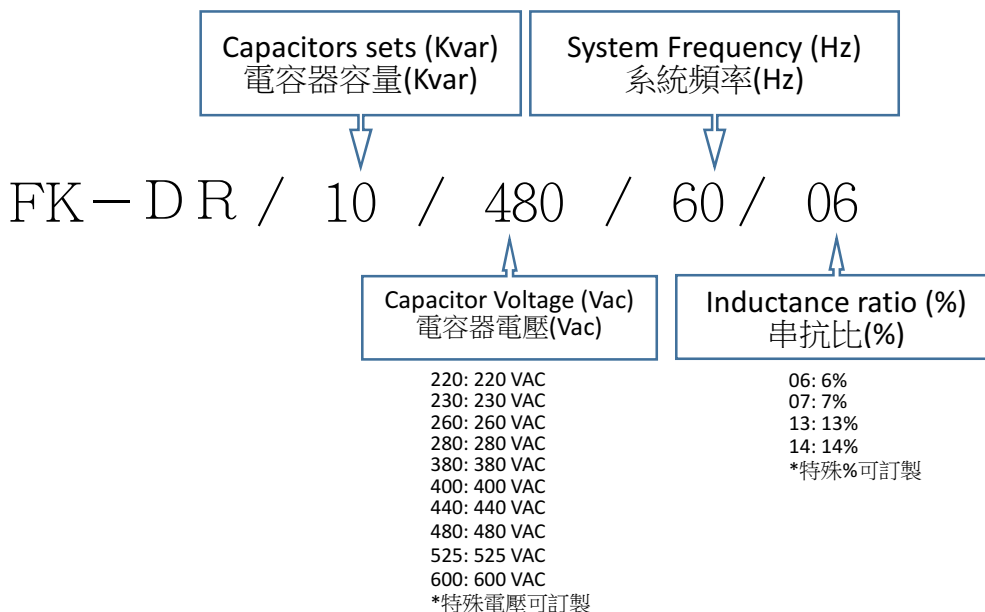 Capacitors sets (Kvar)
電容器容量(Kvar)
System Frequency (Hz)
系統頻率(Hz)
FK－DR / 10 / 480 / 60 / 06
Capacitor Voltage (Vac)
電容器電壓(Vac)
Inductance ratio (%)
串抗比(%)
220: 220 VAC
230: 230 VAC
260: 260 VAC
280: 280 VAC
380: 380 VAC
400: 400 VAC
440: 440 VAC
480: 480 VAC
525: 525 VAC
600: 600 VAC
*特殊電壓可訂製
06: 6%
07: 7%
13: 13%
14: 14%
*特殊%可訂製